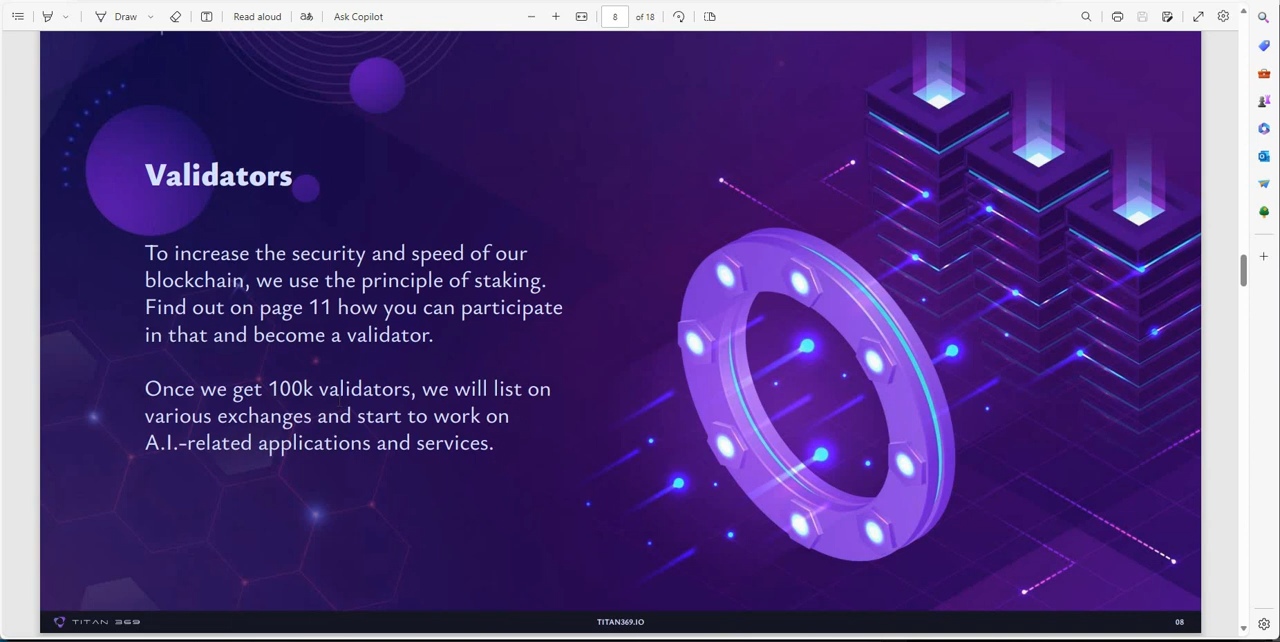 Draw
Read aloud
aあ
Ask Copilot
8
of 18
Validators
To increase the security and speed of our
blockchain, we use the principle of staking.
Find out on page 11 how you can participate
in that and become a validator.
Once we get 100k validators, we will list on
various exchanges and start to work on
A.I.-related applications and services.
TITAN 369
TITAN369.IO
08